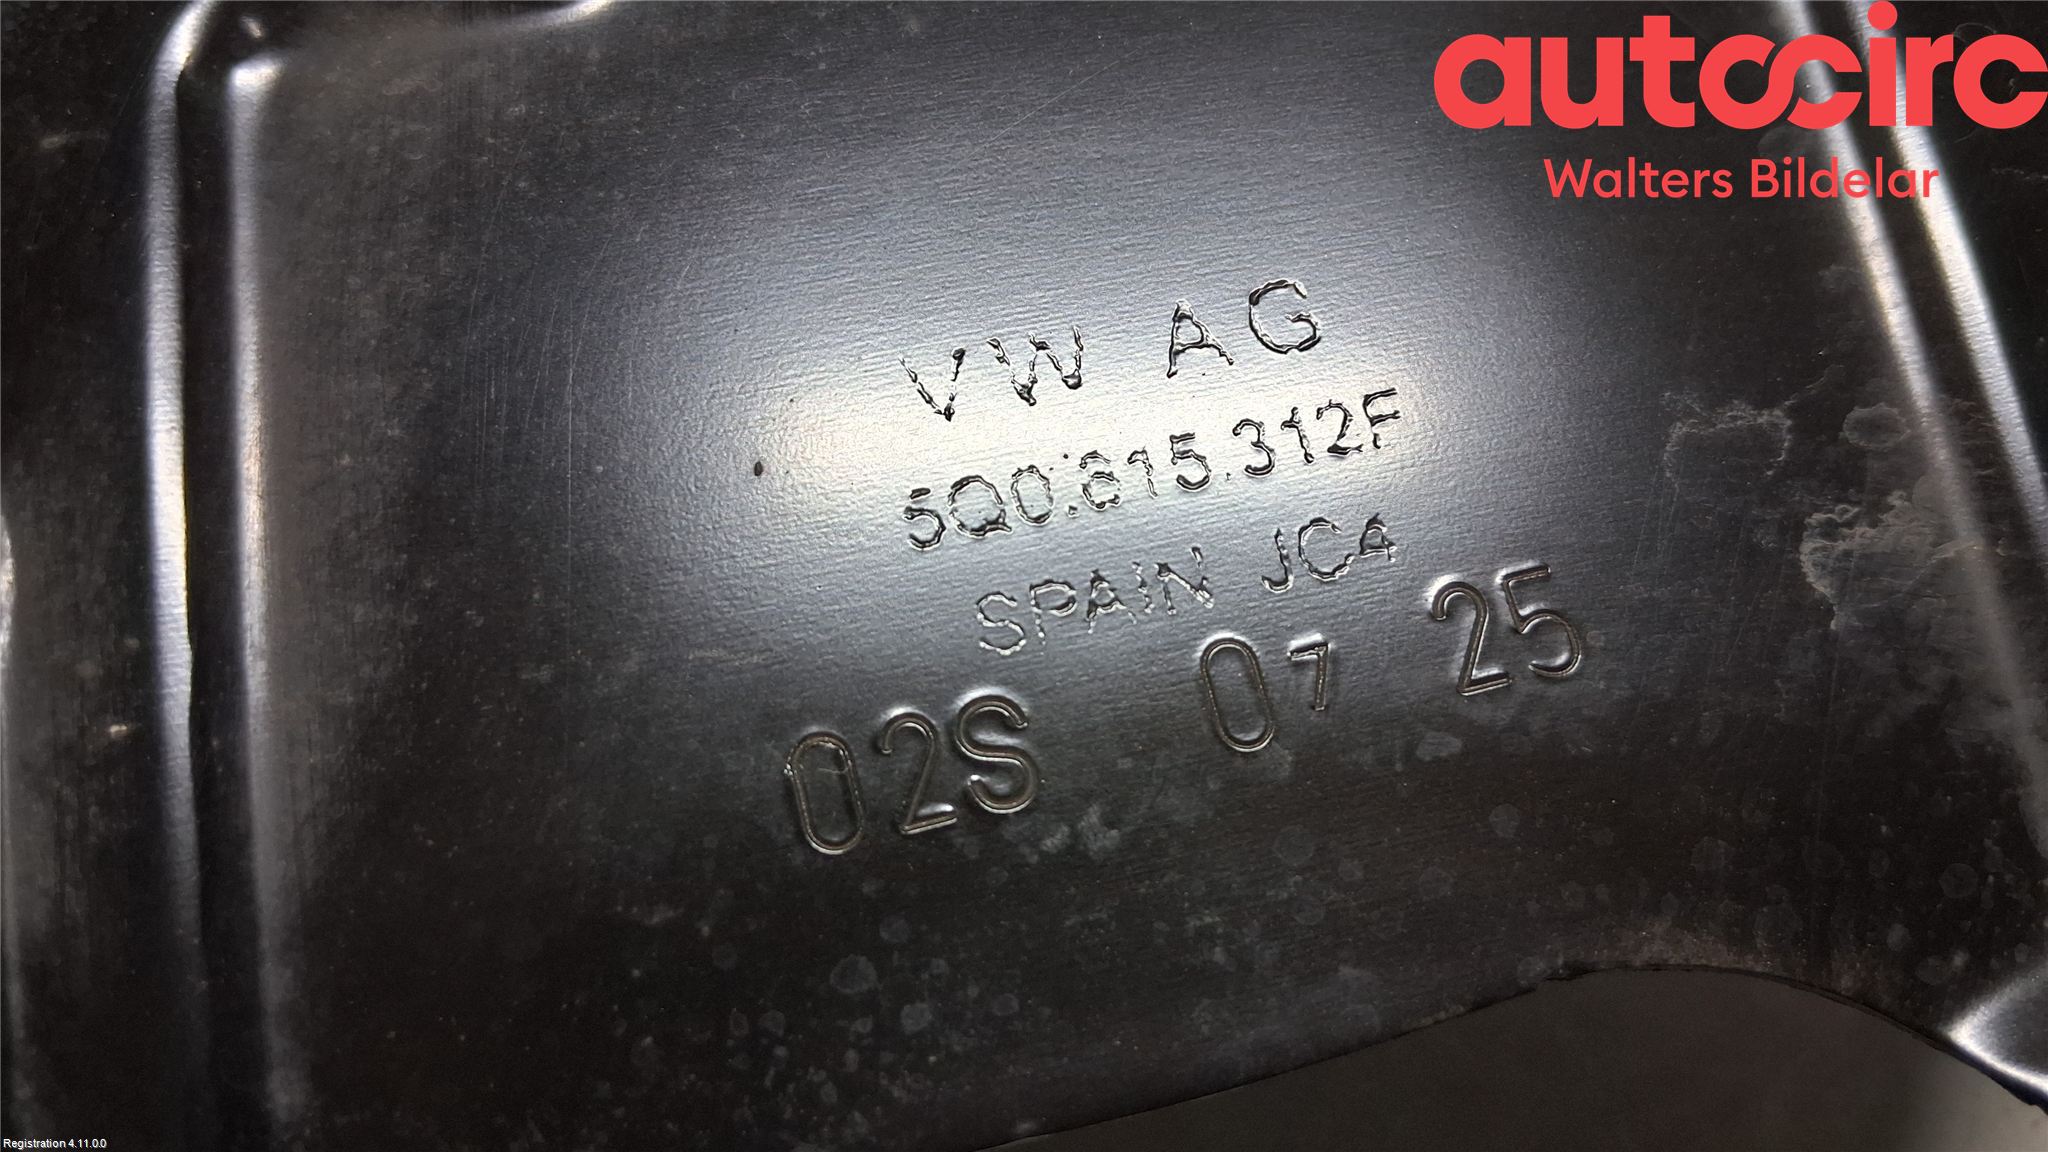 autocirc
Walters Bildelar
VW AG
5Q0.615.312F
SPAIN JC4
02S 07 25
Registration 4.11.0.0